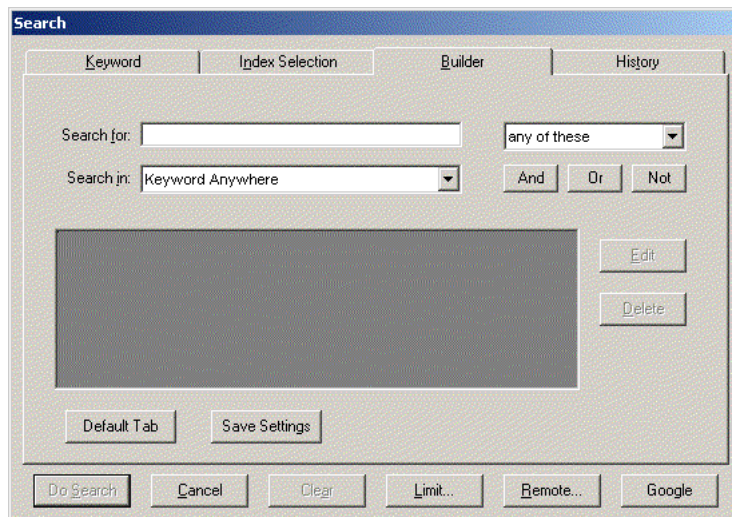 Search
Keyword Index Selection Builder History
Search for: any of these
Search in: Keyword Anywhere And Or Not
Edit
Delete
Default Tab Save Settings
Do Search Cancel Clear Limit... Remote... Google